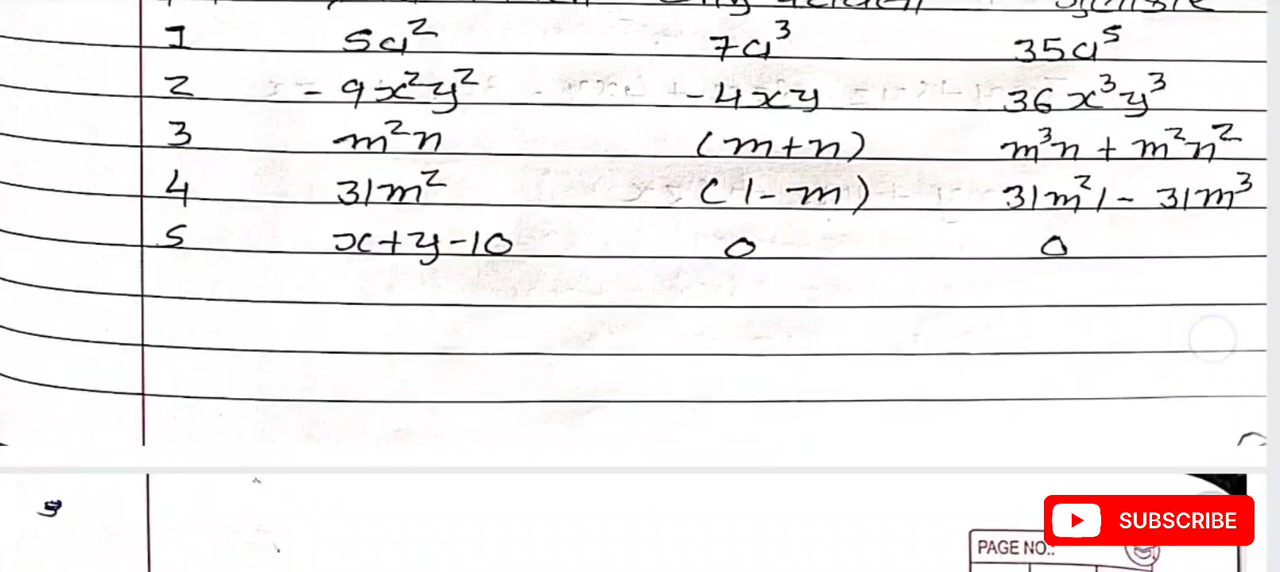 1 5a² 7a³ 35a⁵
2 -9x²y² -4xy 36x³y³
3 m²n (m+n) m³n + m²n²
4 31m² (1-m) 31m²1 - 31m³
5 x+y-10 0 0
SUBSCRIBE
PAGE NO.: